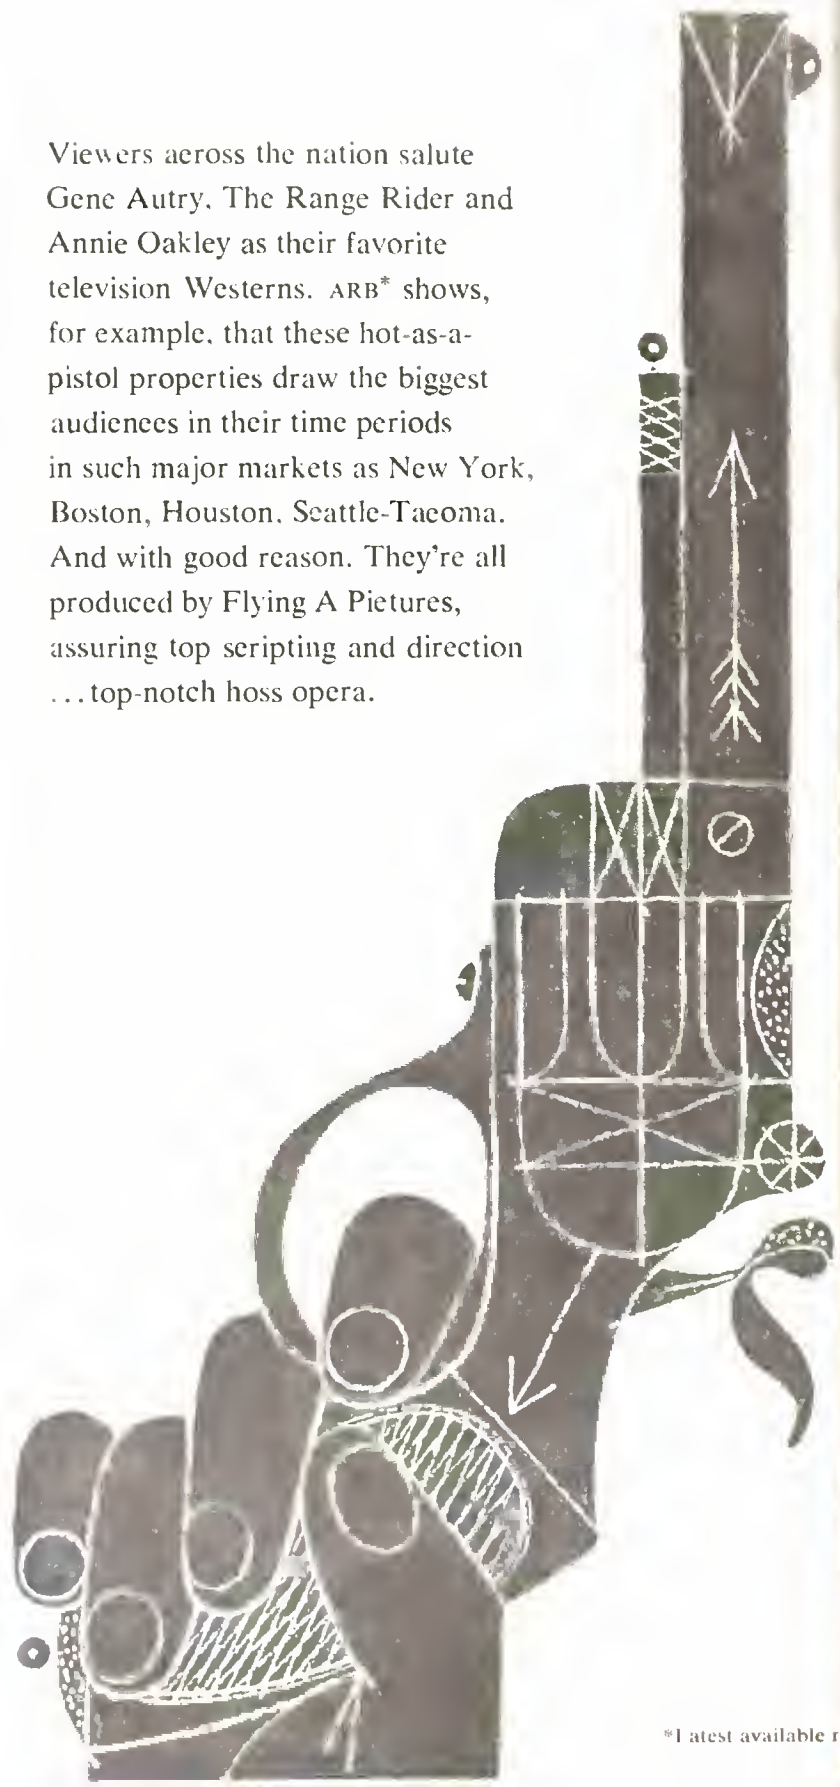 Viewers across the nation salute
Gene Autry, The Range Rider and
Annie Oakley as their favorite
television Westerns. ARB* shows,
for example, that these hot-as-a-
pistol properties draw the biggest
audiences in their time periods
in such major markets as New York,
Boston, Houston, Seattle-Tacoma.
And with good reason. They're all
produced by Flying A Pictures,
assuring top scripting and direction
...top-notch hoss opera.
*Latest available